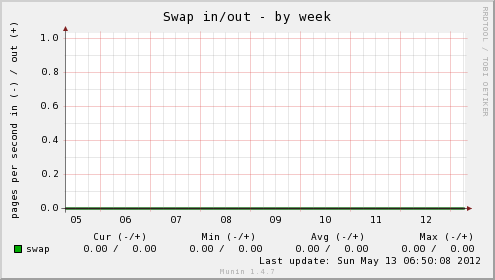 Swap in/out - by week
RRDTOOL / TOBI OETIKER
pages per second in (-) / out (+)
1.0
0.8
0.6
0.4
0.2
0.0
05 06 07 08 09 10 11 12
Cur (-/+) Min (-/+) Avg (-/+) Max (-/+)
swap 0.00 / 0.00 0.00 / 0.00 0.00 / 0.00 0.00 / 0.00
Last update: Sun May 13 06:50:08 2012
Munin 1.4.7